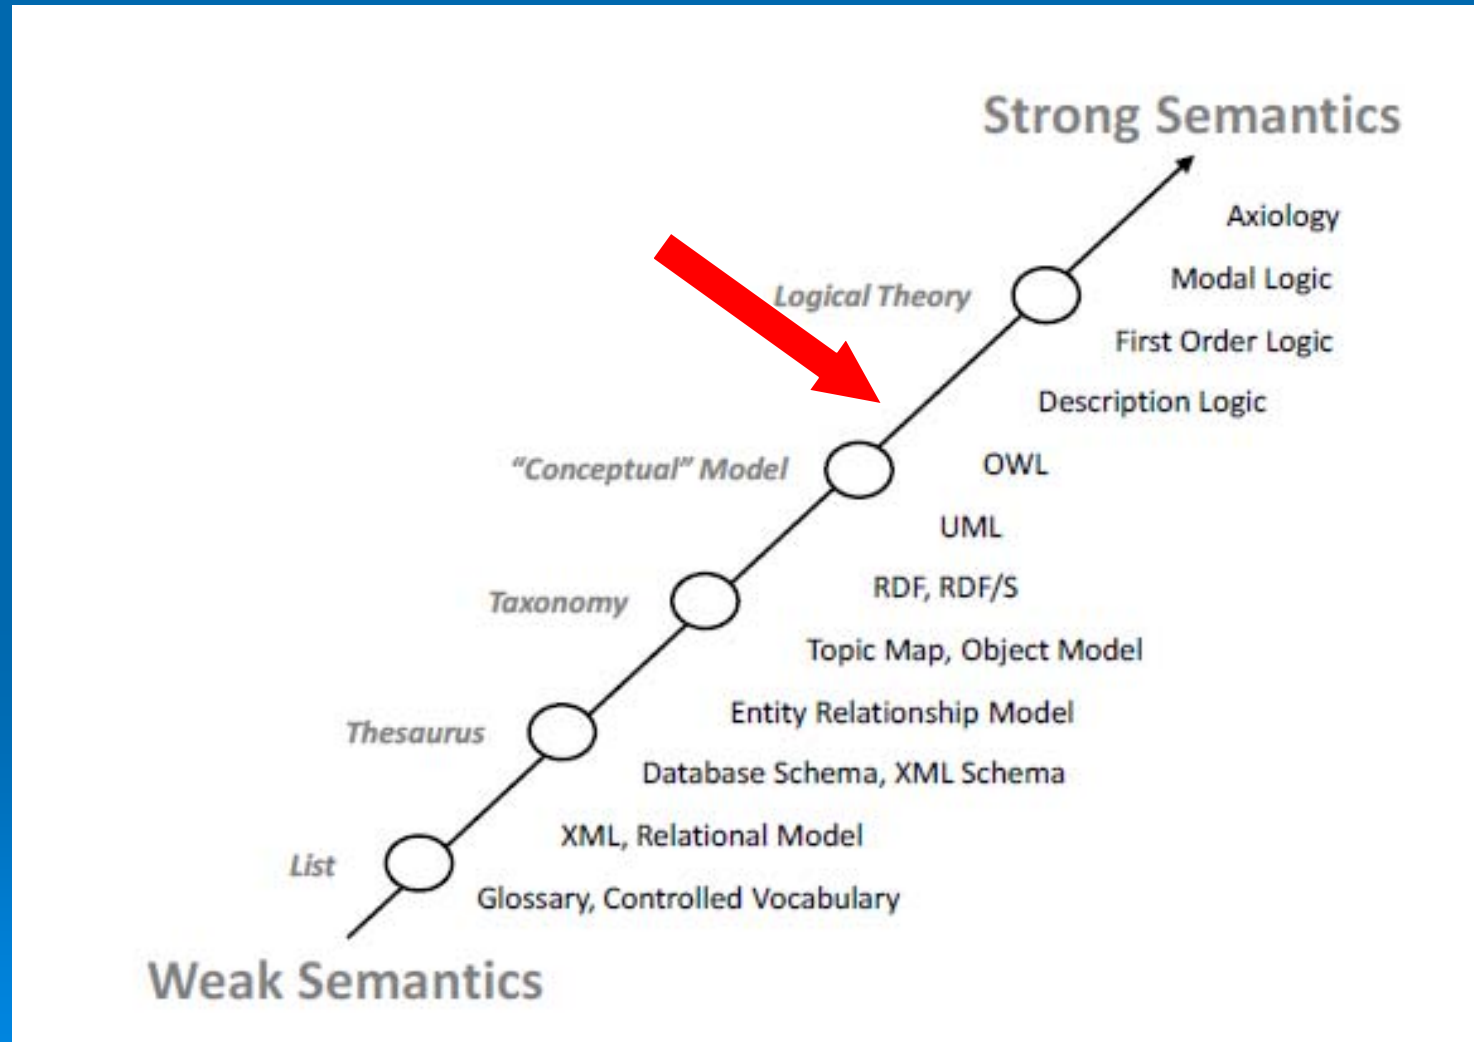 Strong Semantics
Axiology
Modal Logic
Logical Theory
First Order Logic
Description Logic
“Conceptual” Model
OWL
UML
RDF, RDF/S
Taxonomy
Topic Map, Object Model
Entity Relationship Model
Thesaurus
Database Schema, XML Schema
XML, Relational Model
List
Glossary, Controlled Vocabulary
Weak Semantics